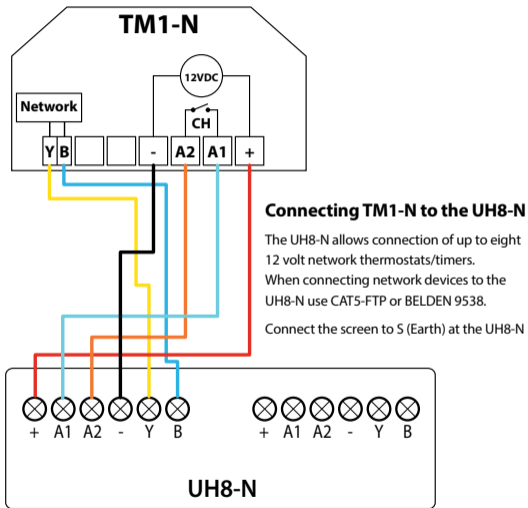 TM1-N
12VDC
Network
CH
Y B - A2 A1 +
Connecting TM1-N to the UH8-N
The UH8-N allows connection of up to eight
12 volt network thermostats/timers.
When connecting network devices to the
UH8-N use CAT5-FTP or BELDEN 9538.
Connect the screen to S (Earth) at the UH8-N
+ A1 A2 - Y B + A1 A2 - Y B
UH8-N